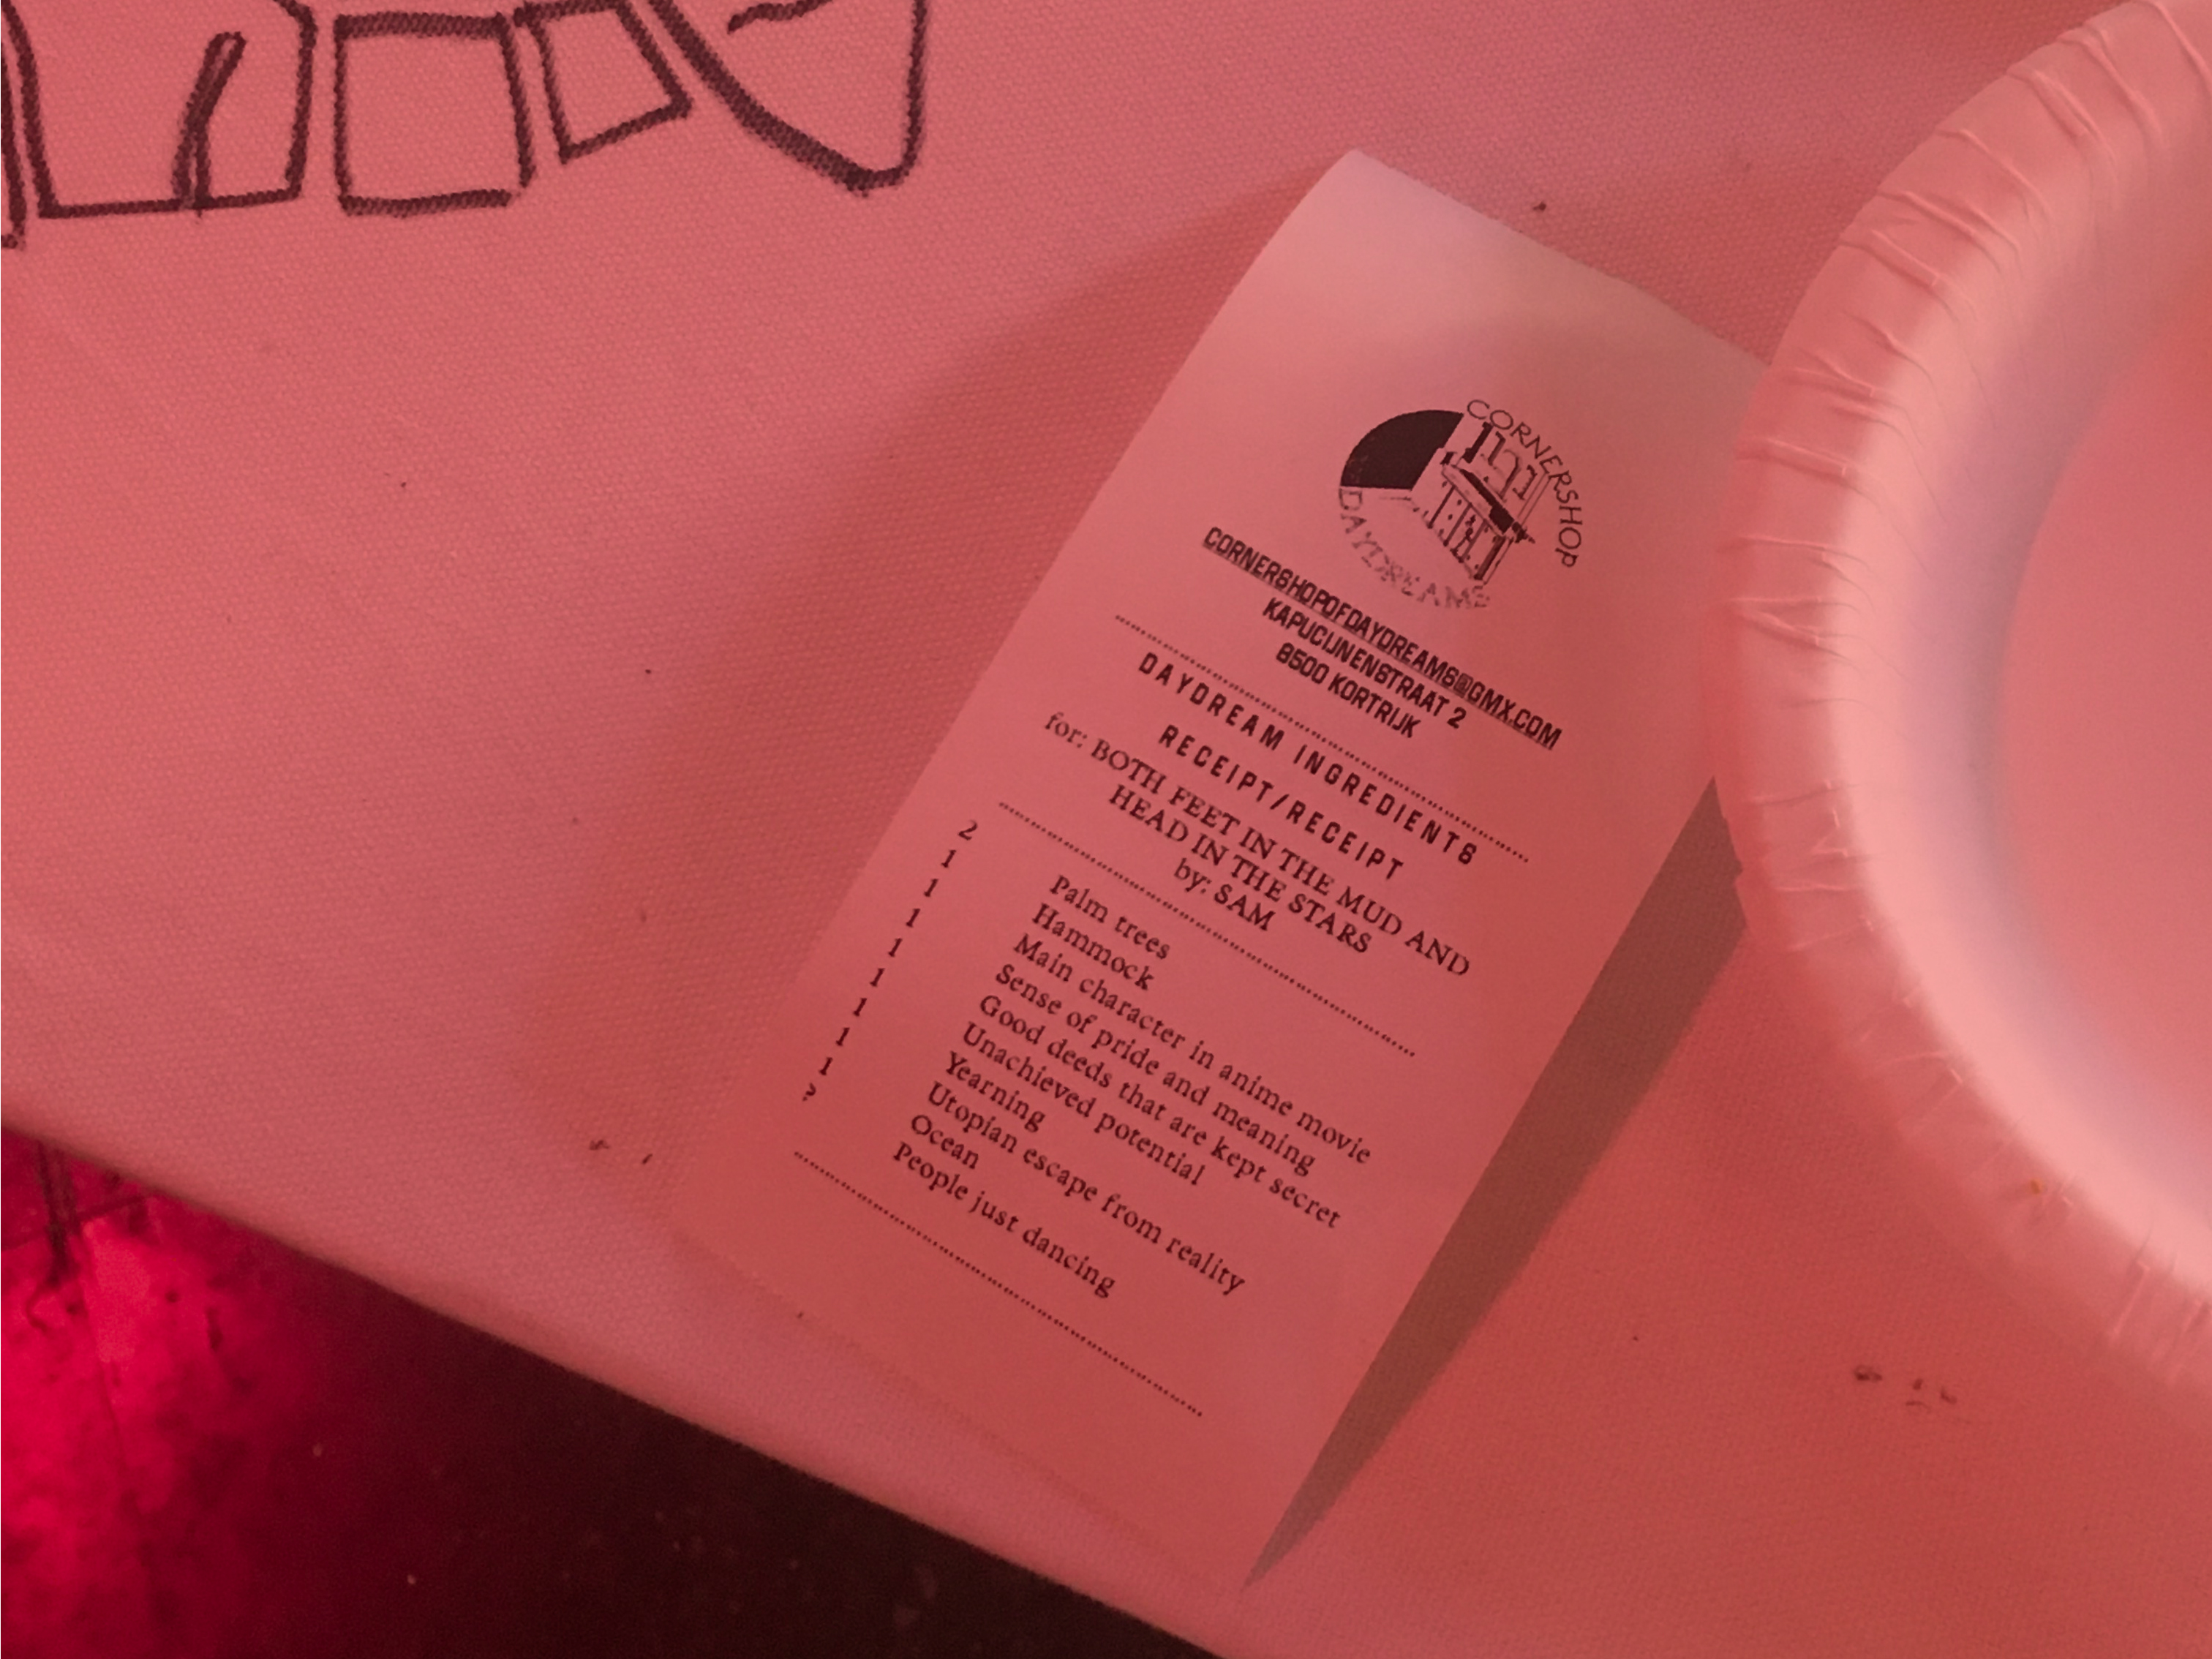 CORNERSHOP
DAYDREAMS
CORNERSHOPOFDAYDREAMS@GMX.COM
KAPUCIJNENSTRAAT 2
8500 KORTRIJK
DAYDREAM INGREDIENTS
RECEIPT/RECEIPT
for: BOTH FEET IN THE MUD AND
HEAD IN THE STARS
by: SAM
2 Palm trees
1 Hammock
1 Main character in anime movie
1 Sense of pride and meaning
1 Good deeds that are kept secret
1 Unachieved potential
1 Yearning
1 Utopian escape from reality
1 Ocean
? People just dancing